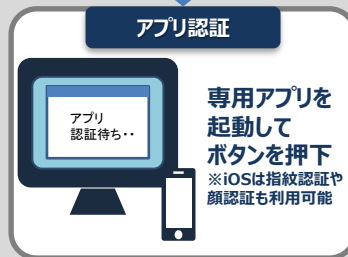 アプリ認証
アプリ
認証待ち･･
専用アプリを
起動して
ボタンを押下
※iOSは指紋認証や
顔認証も利用可能